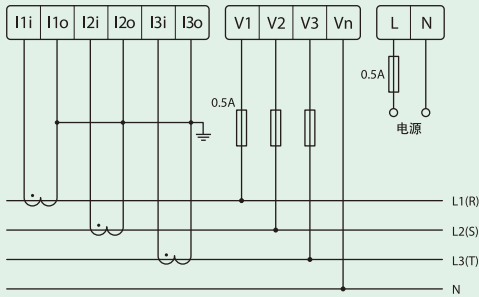 I1i I1o I2i I2o I3i I3o V1 V2 V3 Vn L N
0.5A
0.5A
电源
L1(R)
L2(S)
L3(T)
N